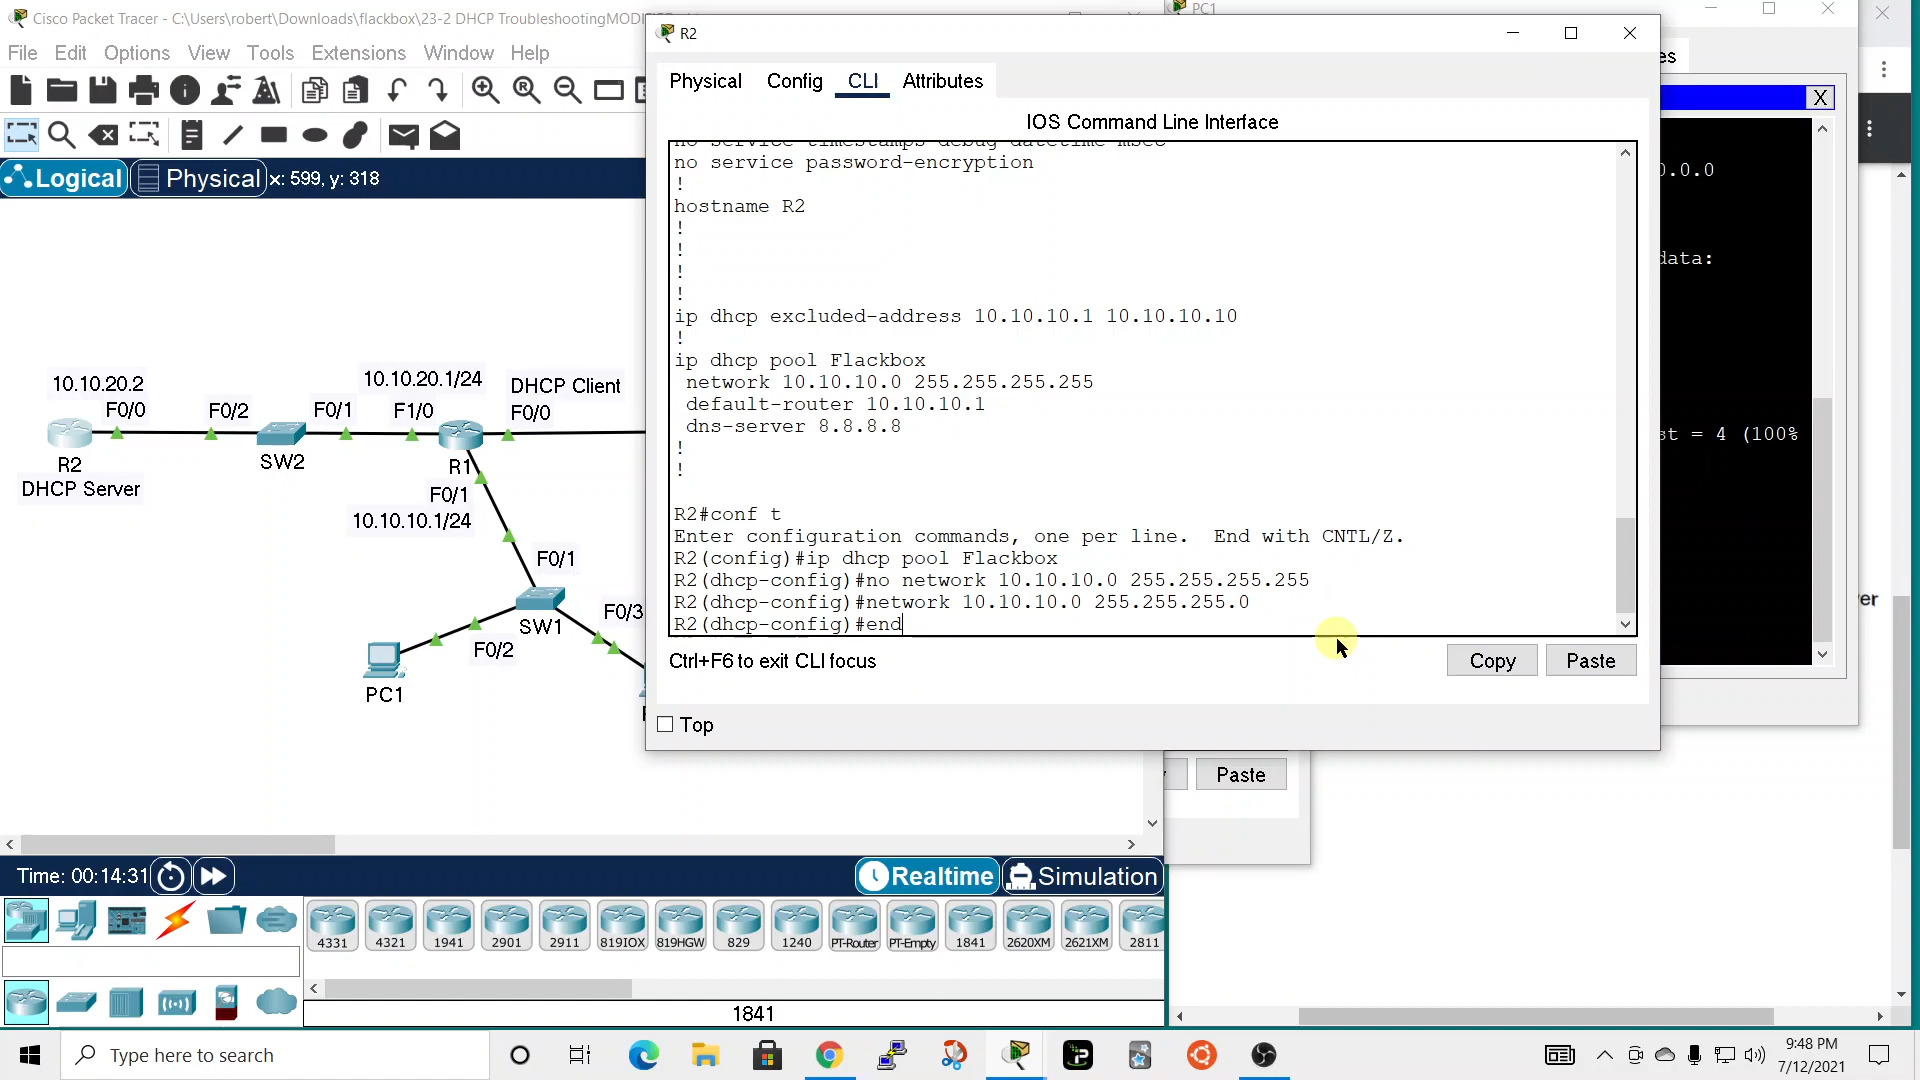 Cisco Packet Tracer - C:\Users\robert\Downloads\flackbox\23-2 DHCP TroubleshootingMODI
File Edit Options View Tools Extensions Window Help
Logical Physical x: 599, y: 318
10.10.20.2
F0/0
R2
DHCP Server
F0/2
SW2
F0/1
10.10.20.1/24
F1/0
R1
DHCP Client
F0/0
F0/1
10.10.10.1/24
F0/1
SW1
F0/3
F0/2
PC1
R2
Physical Config CLI Attributes
IOS Command Line Interface
no service timestamps debug datetime msec
no service password-encryption
!
hostname R2
!
!
!
!
ip dhcp excluded-address 10.10.10.1 10.10.10.10
!
ip dhcp pool Flackbox
network 10.10.10.0 255.255.255.255
default-router 10.10.10.1
dns-server 8.8.8.8
!
!
R2#conf t
Enter configuration commands, one per line. End with CNTL/Z.
R2(config)#ip dhcp pool Flackbox
R2(dhcp-config)#no network 10.10.10.0 255.255.255.255
R2(dhcp-config)#network 10.10.10.0 255.255.255.0
R2(dhcp-config)#end
Ctrl+F6 to exit CLI focus
Copy Paste
Top
PC1
es
X
0.0.0
data:
st = 4 (100%
er
Paste
Time: 00:14:31
Realtime Simulation
4331 4321 1941 2901 2911 819IOX 819HGW 829 1240 PT-Router PT-Empty 1841 2620XM 2621XM 2811
1841
Type here to search
9:48 PM
7/12/2021